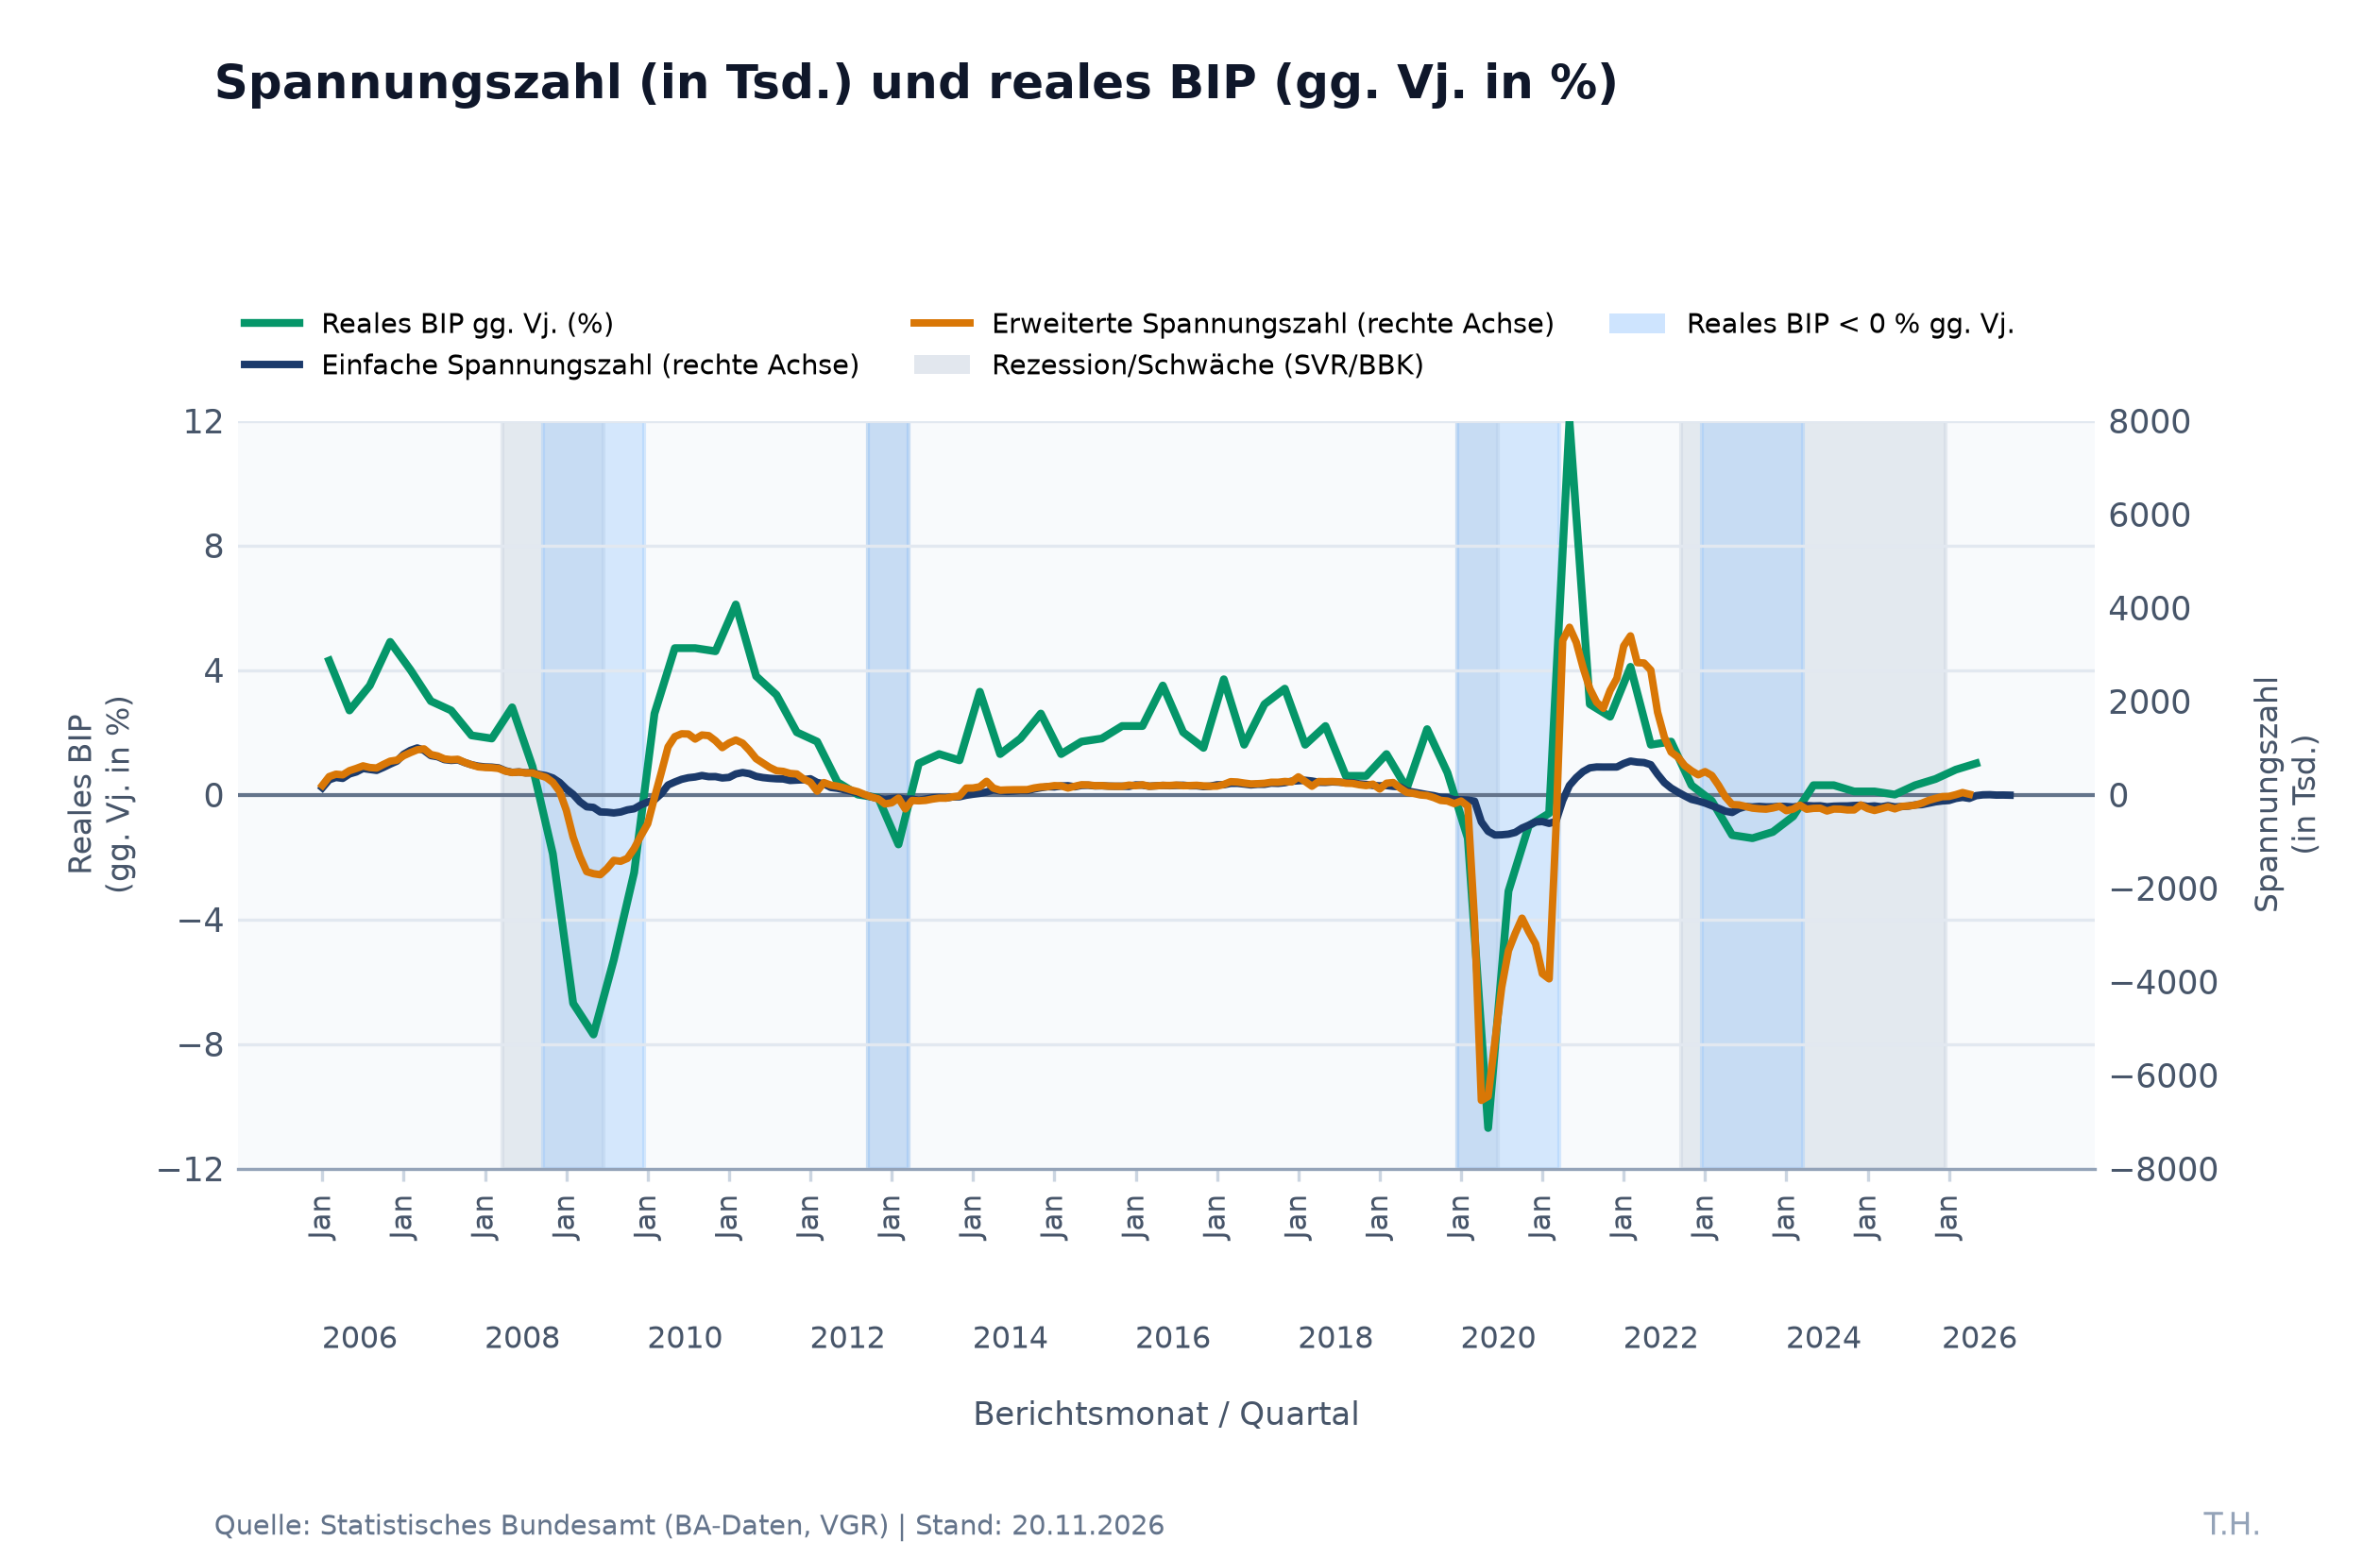 Spannungszahl (in Tsd.) und reales BIP (gg. Vj. in %)
Reales BIP gg. Vj. (%)
Einfache Spannungszahl (rechte Achse)
Erweiterte Spannungszahl (rechte Achse)
Rezession/Schwäche (SVR/BBK)
Reales BIP < 0 % gg. Vj.
12
8
4
0
−4
−8
−12
Reales BIP
(gg. Vj. in %)
8000
6000
4000
2000
0
−2000
−4000
−6000
−8000
Spannungszahl
(in Tsd.)
Jan Jan Jan Jan Jan Jan Jan Jan Jan Jan Jan Jan Jan Jan Jan Jan Jan Jan Jan Jan Jan
2006 2008 2010 2012 2014 2016 2018 2020 2022 2024 2026
Berichtsmonat / Quartal
Quelle: Statistisches Bundesamt (BA-Daten, VGR) | Stand: 20.11.2026
T.H.